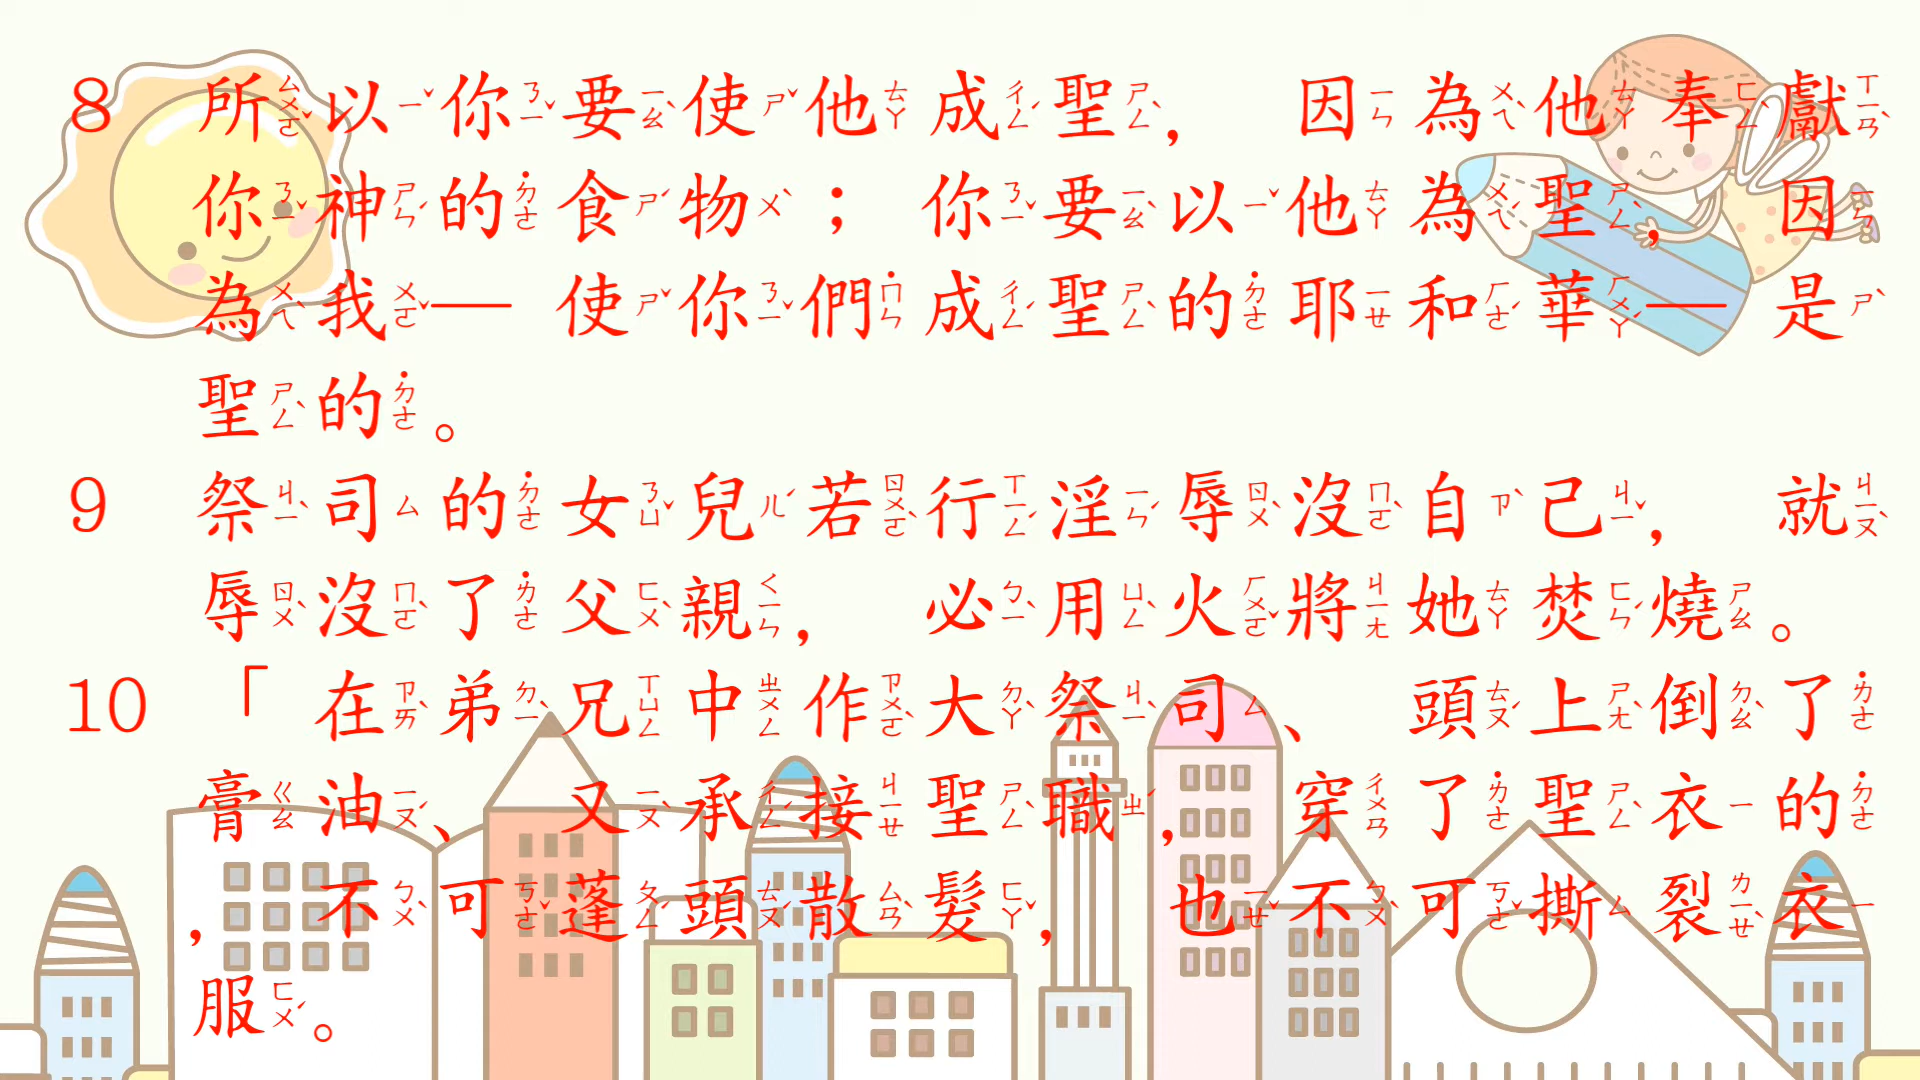 8 所以你要使他成聖，因為他奉獻
你神的食物；你要以他為聖，因
為我—使你們成聖的耶和華—是
聖的。
9 祭司的女兒若行淫辱沒自己，就
辱沒了父親，必用火將她焚燒。
10 「在弟兄中作大祭司、頭上倒了
膏油、又承接聖職，穿了聖衣的
，不可蓬頭散髮，也不可撕裂衣
服。